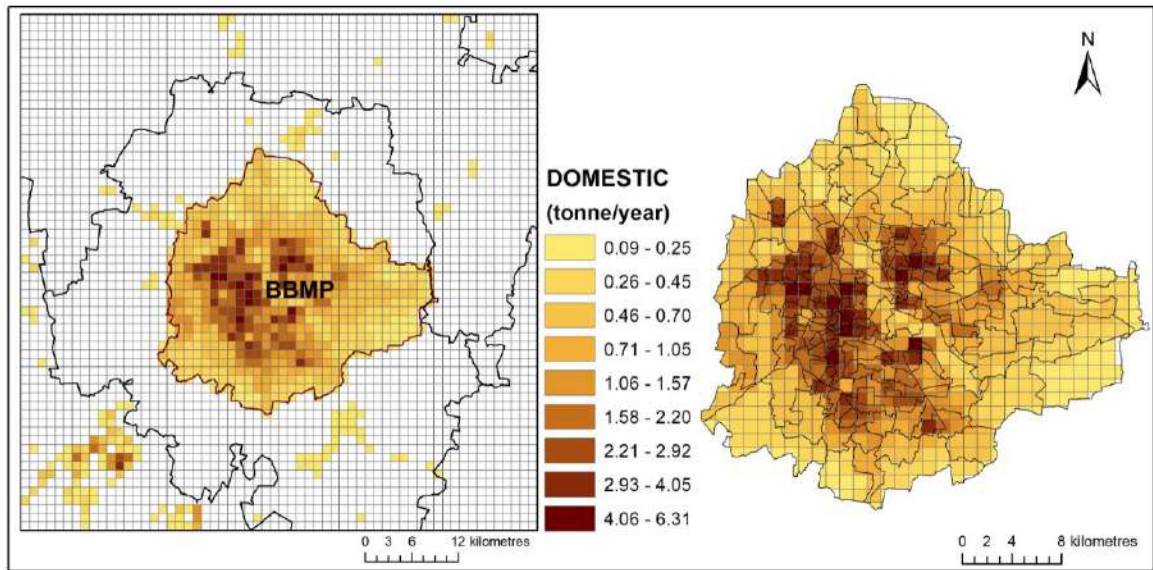 BBMP
0 3 6 12 kilometres
DOMESTIC
(tonne/year)
0.09 - 0.25
0.26 - 0.45
0.46 - 0.70
0.71 - 1.05
1.06 - 1.57
1.58 - 2.20
2.21 - 2.92
2.93 - 4.05
4.06 - 6.31
N
0 2 4 8 kilometres